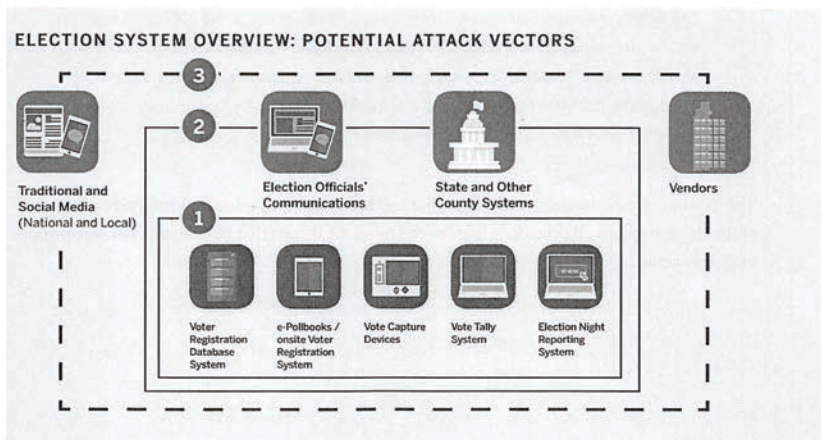 ELECTION SYSTEM OVERVIEW: POTENTIAL ATTACK VECTORS
3
2
Traditional and
Social Media
(National and Local)
Election Officials'
Communications
State and Other
County Systems
Vendors
1
Voter
Registration
Database
System
e-Pollbooks /
onsite Voter
Registration
System
Vote Capture
Devices
Vote Tally
System
Election Night
Reporting
System